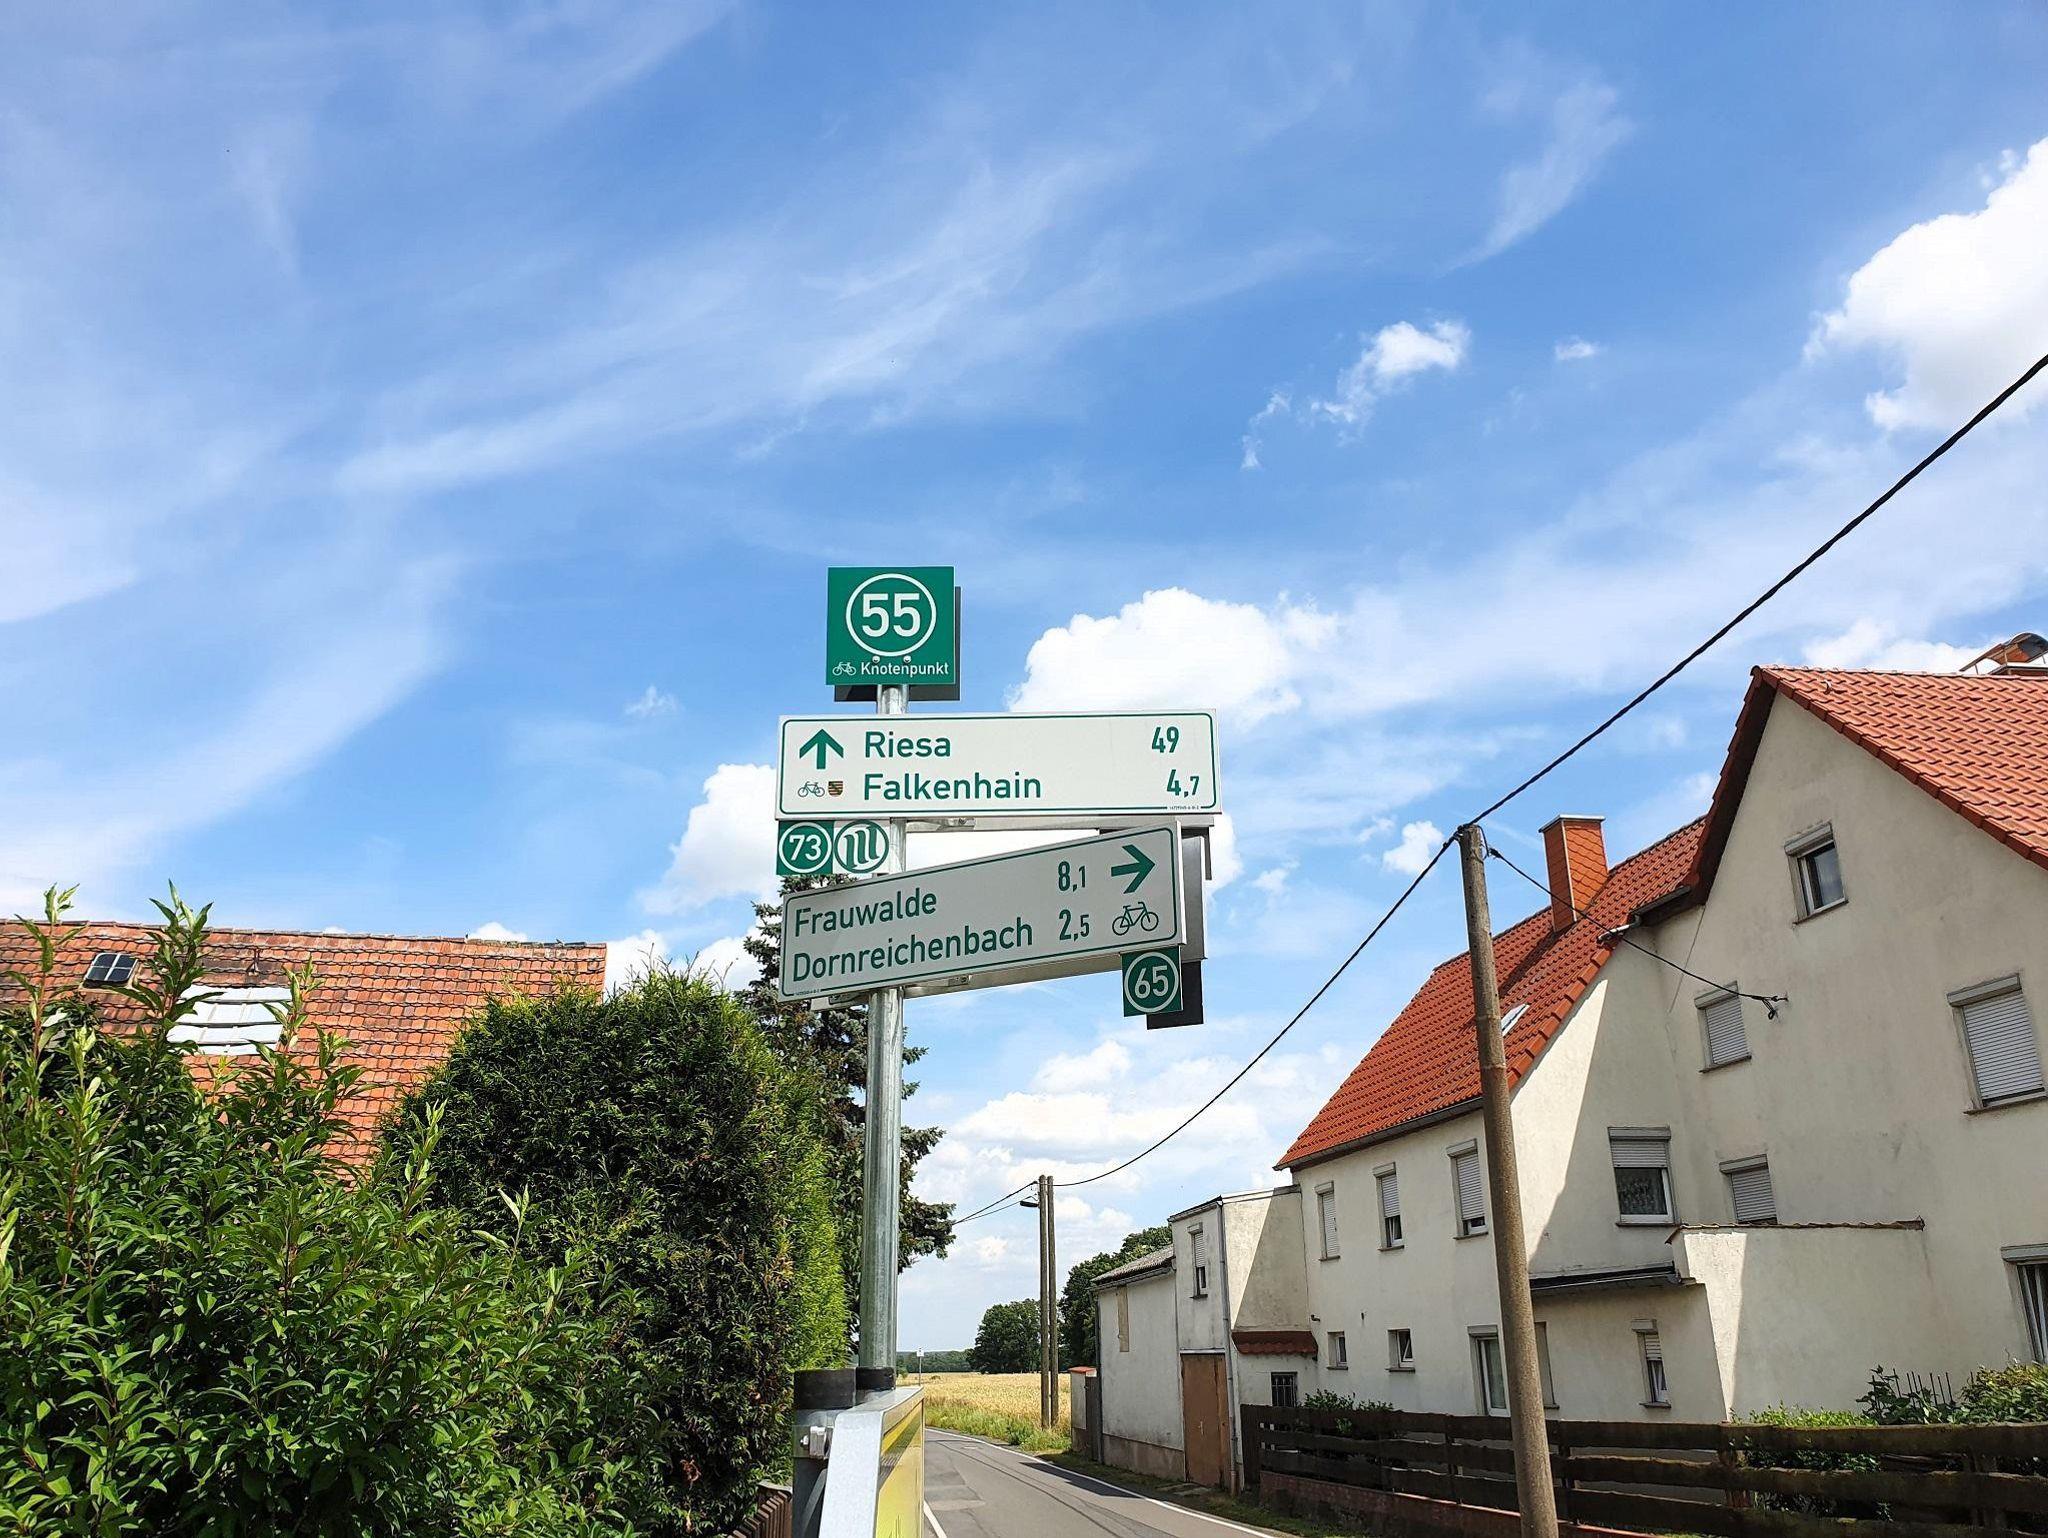 55
Knotenpunkt
Riesa 49
Falkenhain 4,7
73
Frauwalde 8,1
Dornreichenbach 2,5
65